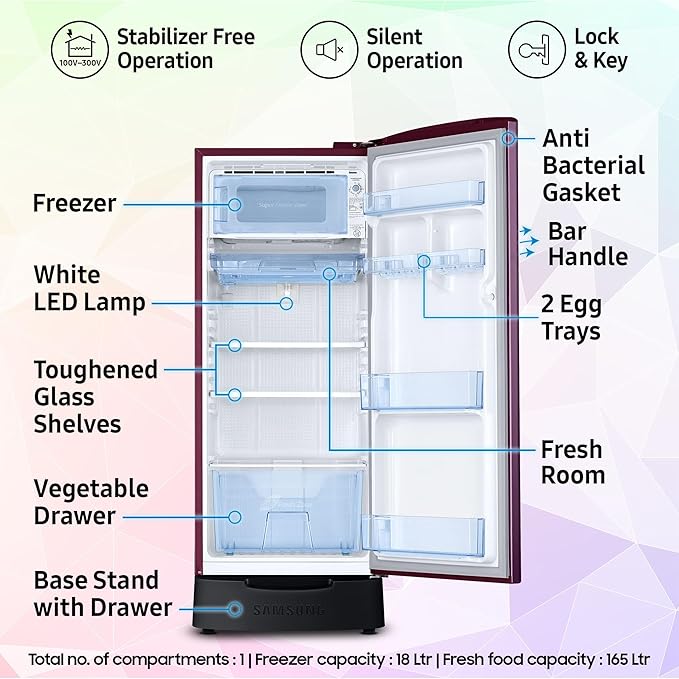 Stabilizer Free
Operation
100V~300V
Silent
Operation
Lock
& Key
Anti
Bacterial
Gasket
Freezer
Bar
Handle
White
LED Lamp
2 Egg
Trays
Toughened
Glass
Shelves
Fresh
Room
Vegetable
Drawer
Base Stand
with Drawer
SAMSUNG
Total no. of compartments : 1 | Freezer capacity : 18 Ltr | Fresh food capacity : 165 Ltr